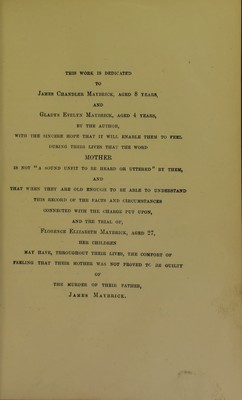 THIS WORK IS DEDICATED
TO
JAMES CHANDLER MAYBRICK, AGED 8 YEARS,
AND
GLADYS EVELYN MAYBRICK, AGED 4 YEARS,
BY THE AUTHOR,
WITH THE SINCERE HOPE THAT IT WILL ENABLE THEM TO FEEL
DURING THEIR LIVES THAT THE WORD
MOTHER
IS NOT "A SOUND UNFIT TO BE HEARD OR UTTERED" BY THEM,
AND
THAT WHEN THEY ARE OLD ENOUGH TO BE ABLE TO UNDERSTAND
THIS RECORD OF THE FACTS AND CIRCUMSTANCES
CONNECTED WITH THE CHARGE PUT UPON,
AND THE TRIAL OF,
FLORENCE ELIZABETH MAYBRICK, AGED 27,
HER CHILDREN
MAY HAVE, THROUGHOUT THEIR LIVES, THE COMFORT OF
FEELING THAT THEIR MOTHER WAS NOT PROVED TO BE GUILTY
OF
THE MURDER OF THEIR FATHER,
JAMES MAYBRICK.